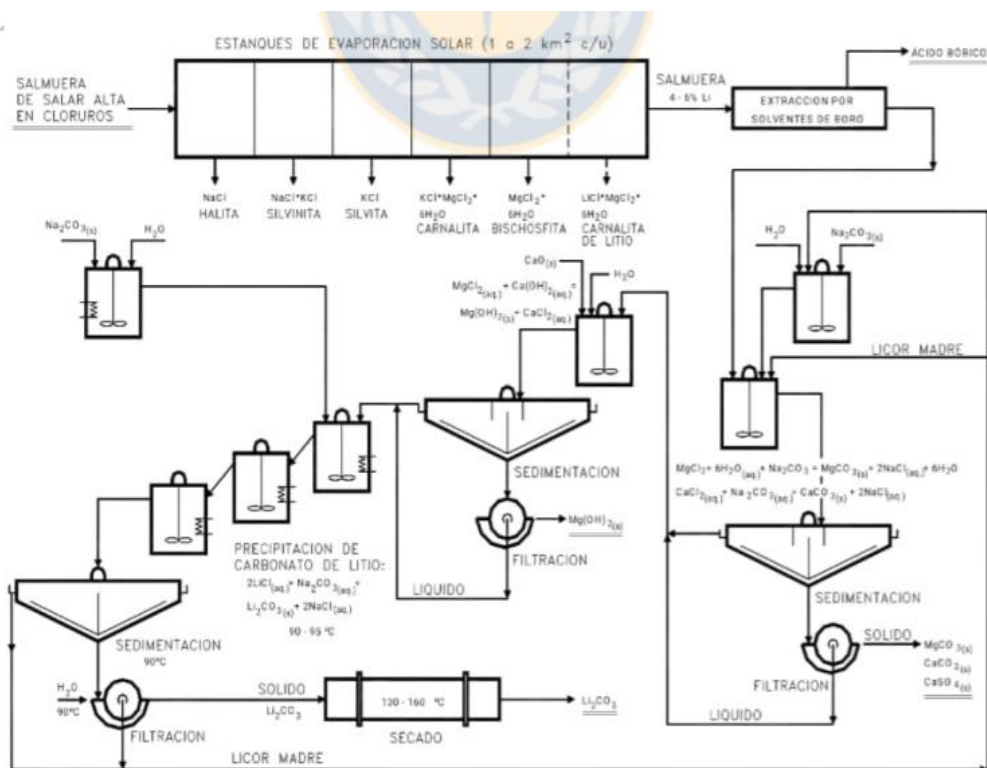 ESTANQUES DE EVAPORACION SOLAR (1 a 2 km² c/u)
SALMUERA
DE SALAR ALTA
EN CLORUROS
SALMUERA
4 - 6% Li
ÁCIDO BÓRICO
EXTRACCION POR
SOLVENTES DE BORO
NaCl
HALITA
NaCl*KCl
SILVINITA
KCl
SILVITA
KCl*MgCl₂*
6H₂O
CARNALITA
MgCl₂*
6H₂O
BISCHOSFITA
LiCl*MgCl₂*
6H₂O
CARNALITA
DE LITIO
Na₂CO₃(s)
H₂O
CaO(s)
H₂O
MgCl₂(aq.) + Ca(OH)₂(aq.) =
Mg(OH)₂(s) + CaCl₂(aq.)
H₂O
Na₂CO₃(s)
LICOR MADRE
SEDIMENTACION
Mg(OH)₂(s)
FILTRACION
LIQUIDO
MgCl₂ + 6H₂O(aq.) + Na₂CO₃ = MgCO₃(s) + 2NaCl(aq.) + 6H₂O
CaCl₂(aq.) + Na₂CO₃(aq.) = CaCO₃(s) + 2NaCl(aq.)
PRECIPITACION DE
CARBONATO DE LITIO:
2LiCl(aq.) + Na₂CO₃(aq.) =
Li₂CO₃(s) + 2NaCl(aq.)
90 - 95 °C
SEDIMENTACION
SOLIDO
MgCO₃(s)
CaCO₃(s)
CaSO₄(s)
FILTRACION
LIQUIDO
SEDIMENTACION
90°C
H₂O
90°C
SOLIDO
Li₂CO₃
130 - 160 °C
Li₂CO₃
FILTRACION
SECADO
LICOR MADRE